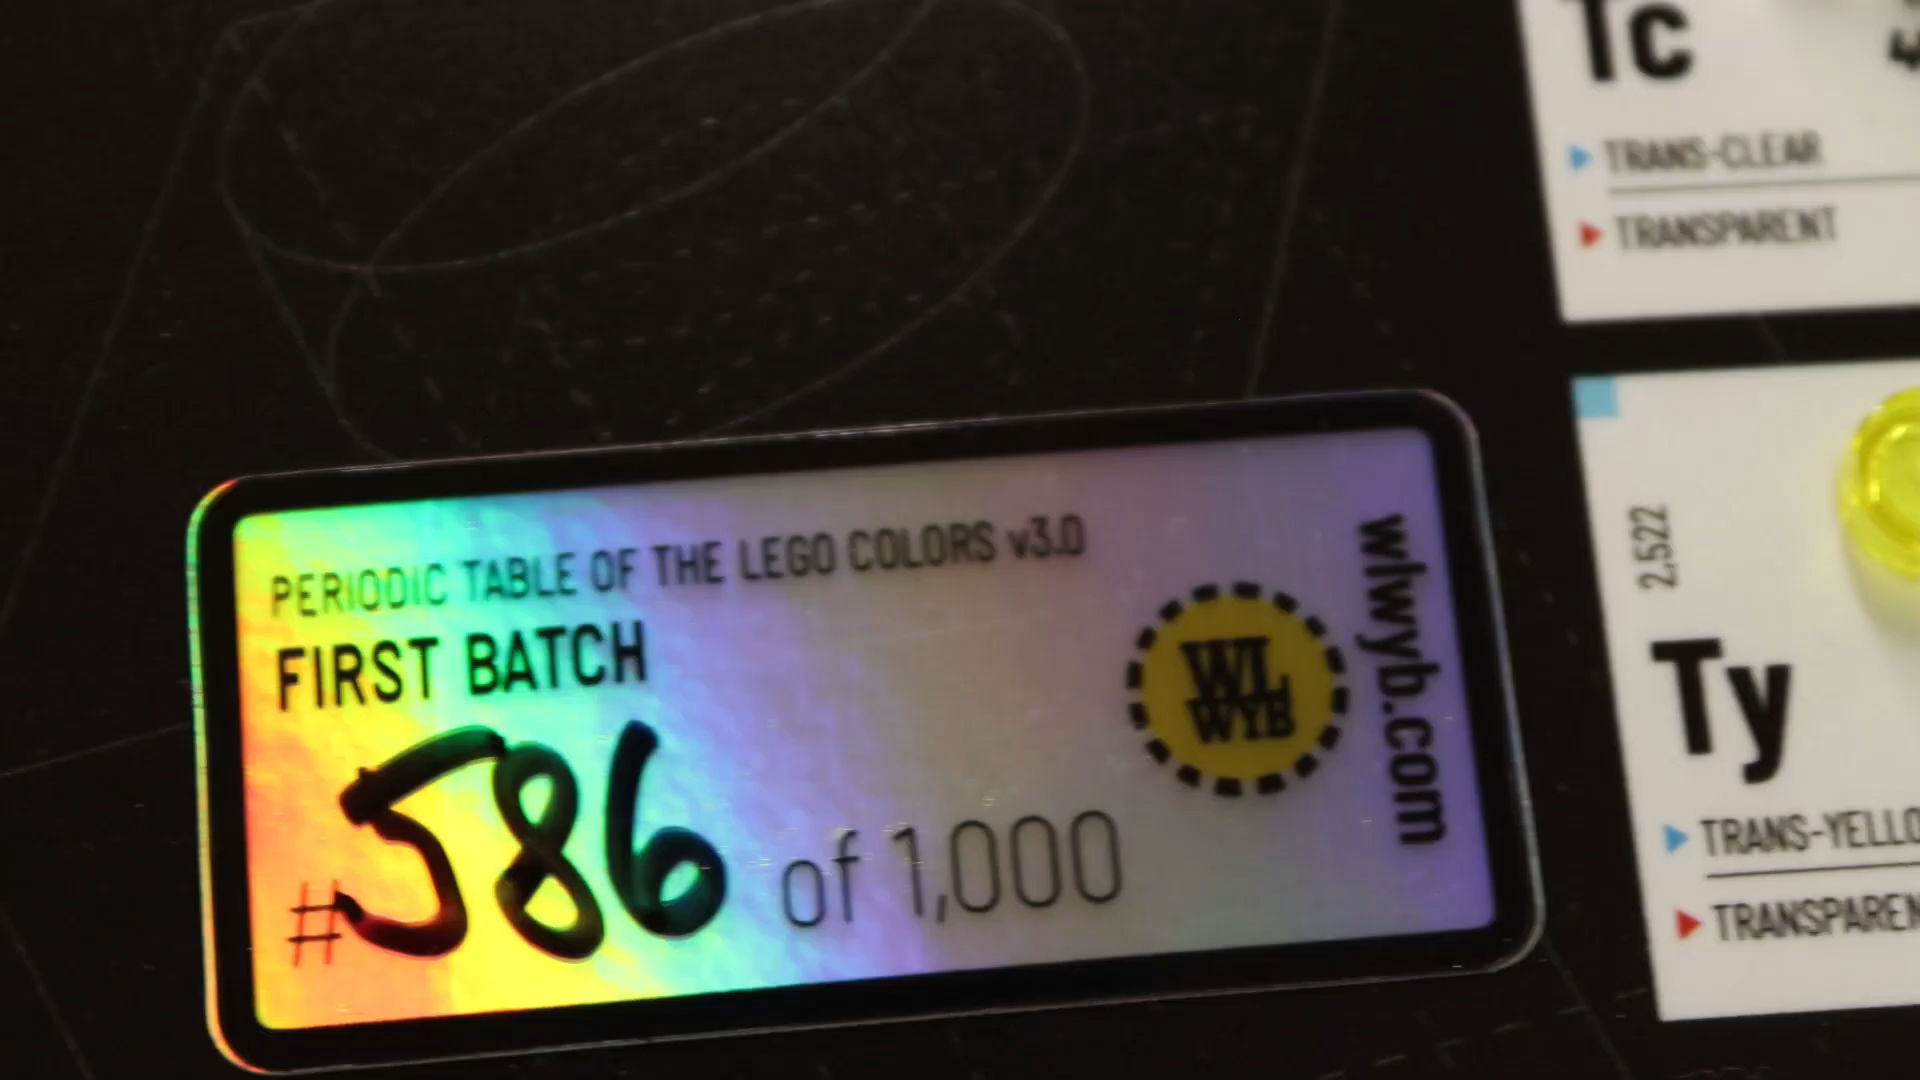 Tc
TRANS-CLEAR
TRANSPARENT
PERIODIC TABLE OF THE LEGO COLORS v3.0
FIRST BATCH
#586 of 1,000
WL
WYB
wlwyb.com
2,522
Ty
TRANS-YELLO
TRANSPAREN